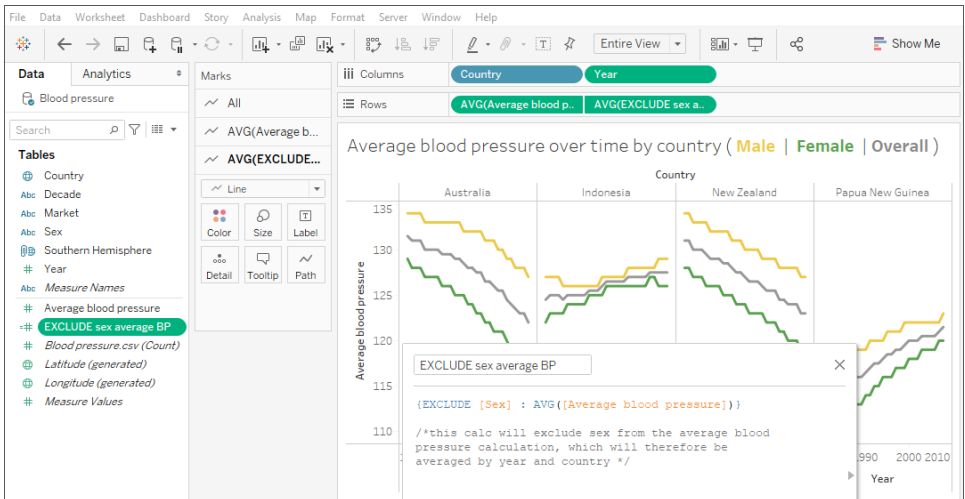 File Data Worksheet Dashboard Story Analysis Map Format Server Window Help
Entire View
Show Me
Data Analytics
Blood pressure
Search
Tables
Country
Abc Decade
Abc Market
Abc Sex
Southern Hemisphere
# Year
Abc Measure Names
# Average blood pressure
=# EXCLUDE sex average BP
# Blood pressure.csv (Count)
Latitude (generated)
Longitude (generated)
# Measure Values
Marks
All
AVG(Average b...
AVG(EXCLUDE...
Line
Color Size Label
Detail Tooltip Path
iii Columns Country Year
Rows AVG(Average blood p.. AVG(EXCLUDE sex a..
Average blood pressure over time by country ( Male | Female | Overall )
Country
Australia Indonesia New Zealand Papua New Guinea
Average blood pressure
135
130
125
120
115
110
EXCLUDE sex average BP
{EXCLUDE [Sex] : AVG([Average blood pressure])}
/*this calc will exclude sex from the average blood
pressure calculation, which will therefore be
averaged by year and country */
990 2000 2010
Year